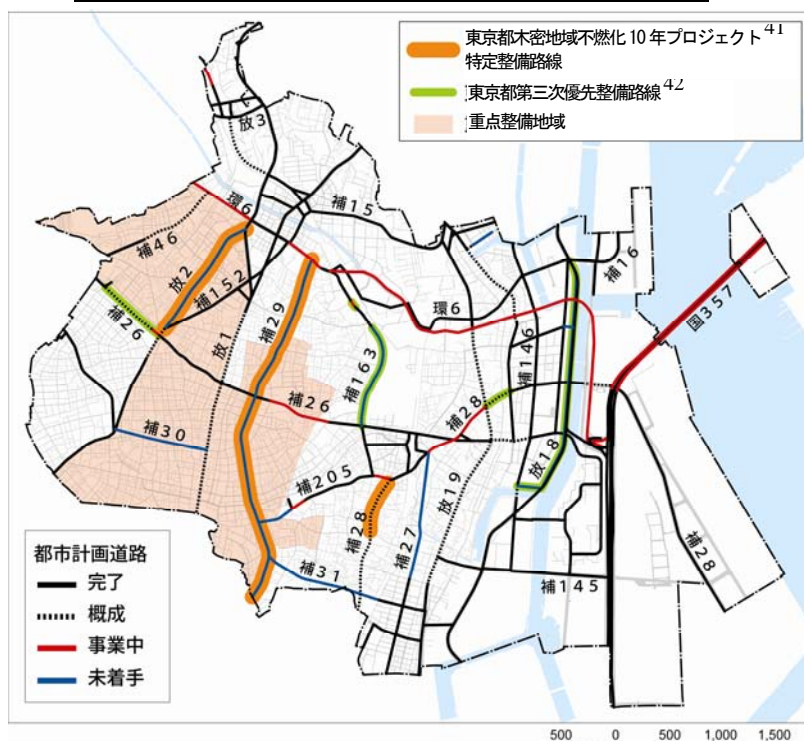 東京都木密地域不燃化10年プロジェクト41
特定整備路線
東京都第三次優先整備路線42
重点整備地域
放3
補15
環6
補46
放2
補152
補29
放1
補26
補16
国357
環6
補146
補163
補28
補26
補30
放18
補205
放19
補28
補27
補28
補31
補145
都市計画道路
完了
概成
事業中
未着手
500 0 500 1,000 1,500